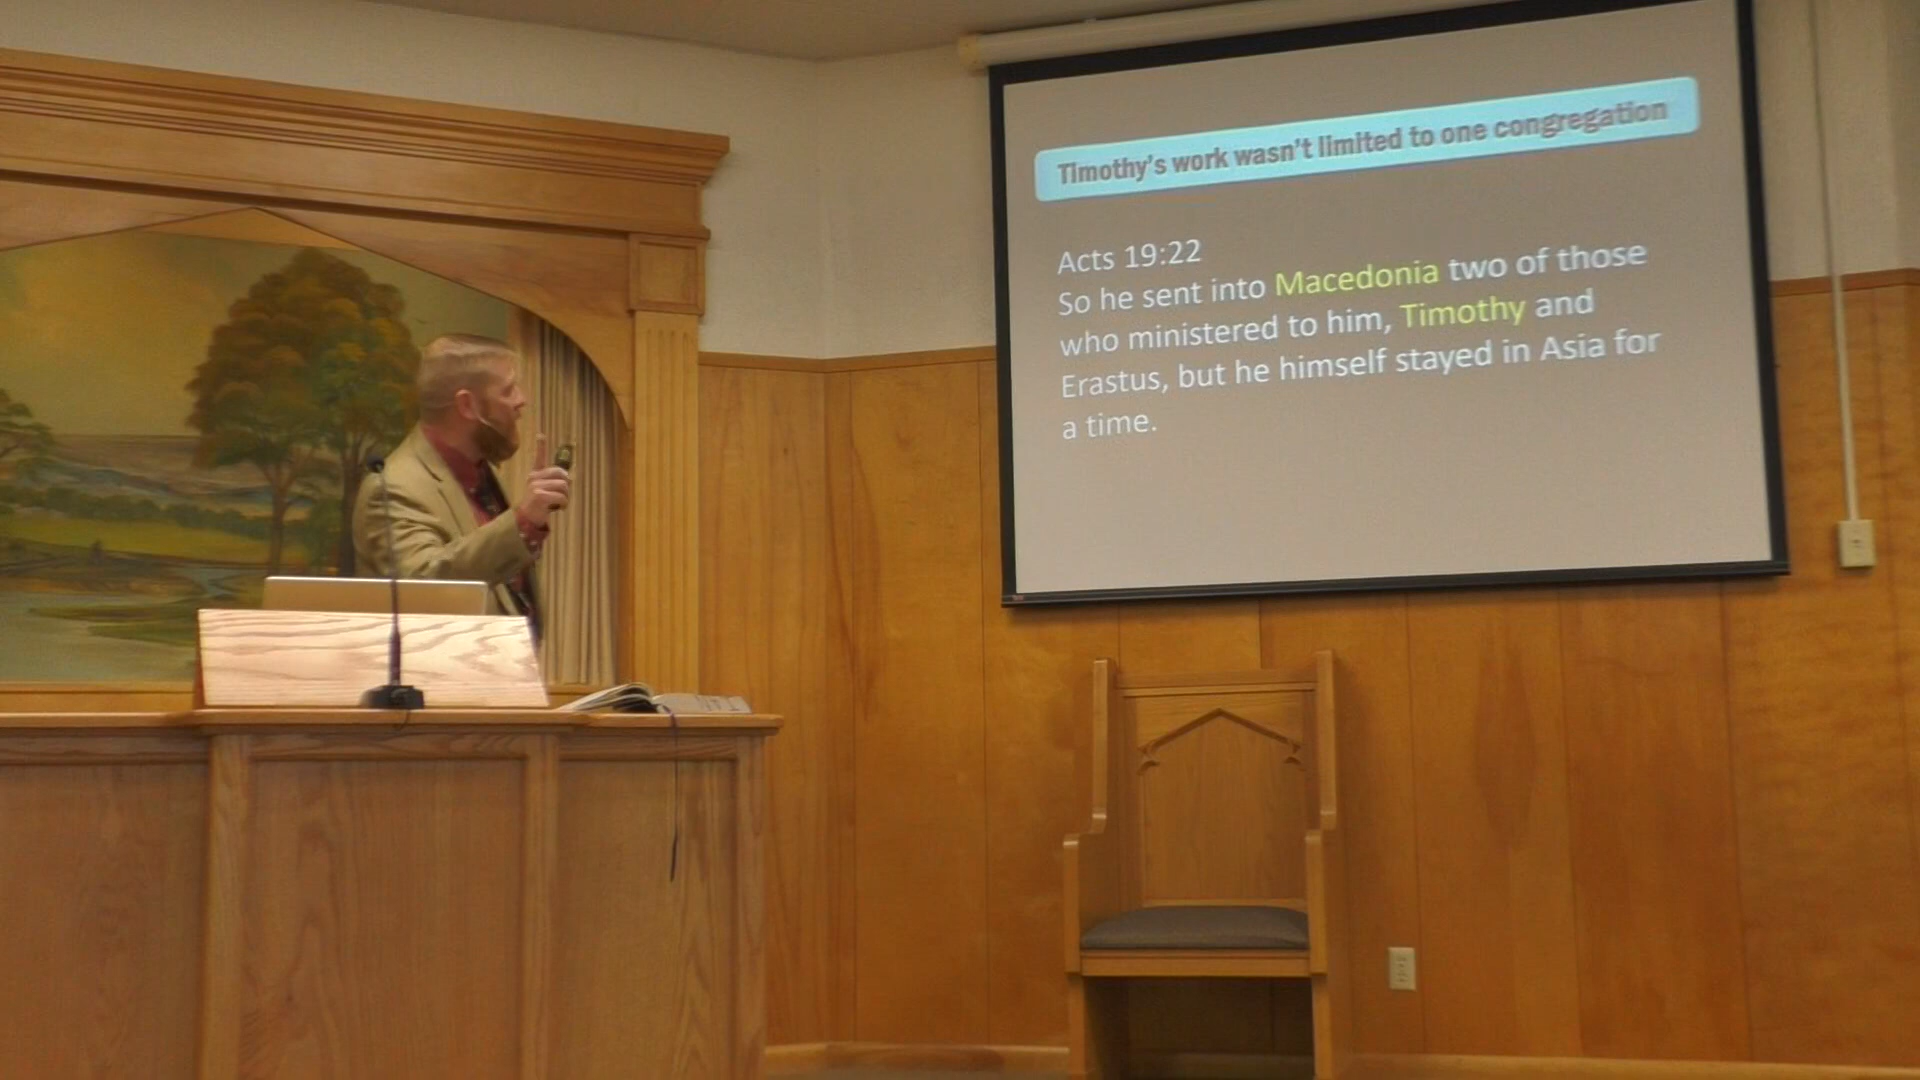 Timothy's work wasn't limited to one congregation
Acts 19:22
So he sent into Macedonia two of those
who ministered to him, Timothy and
Erastus, but he himself stayed in Asia for
a time.